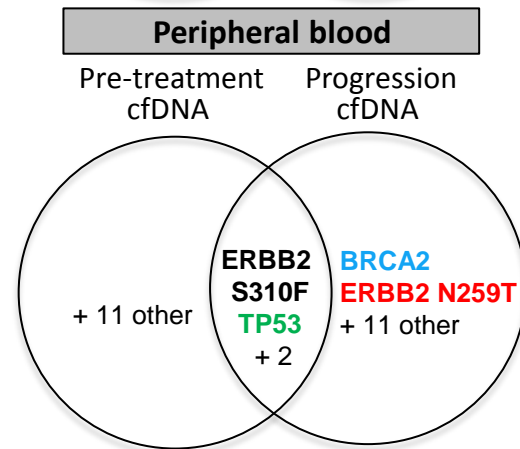 Peripheral blood
Pre-treatment
cfDNA
Progression
cfDNA
+ 11 other
ERBB2
S310F
TP53
+ 2
BRCA2
ERBB2 N259T
+ 11 other